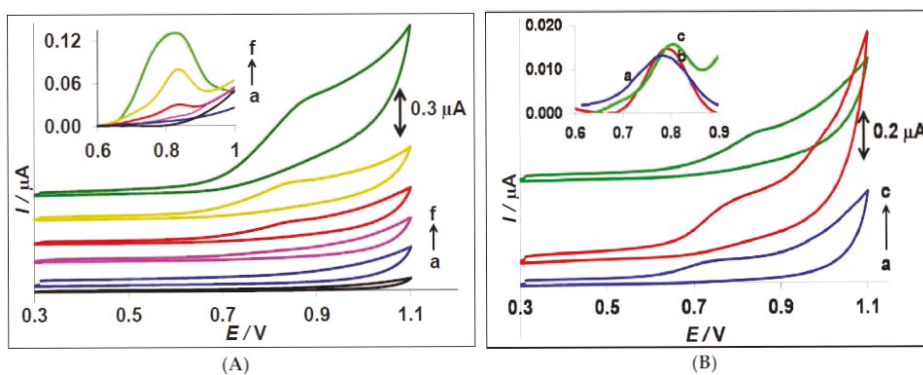 (A)
I / µA
0.12
0.06
0.00
0.6 0.8 1
f
a
0.3 µA
f
a
0.3 0.5 0.7 0.9 1.1
E / V
(B)
I / µA
0.020
0.010
0.000
0.6 0.7 0.8 0.9
a
b
c
0.2 µA
c
a
0.3 0.5 0.7 0.9 1.1
E / V
(A)
(B)